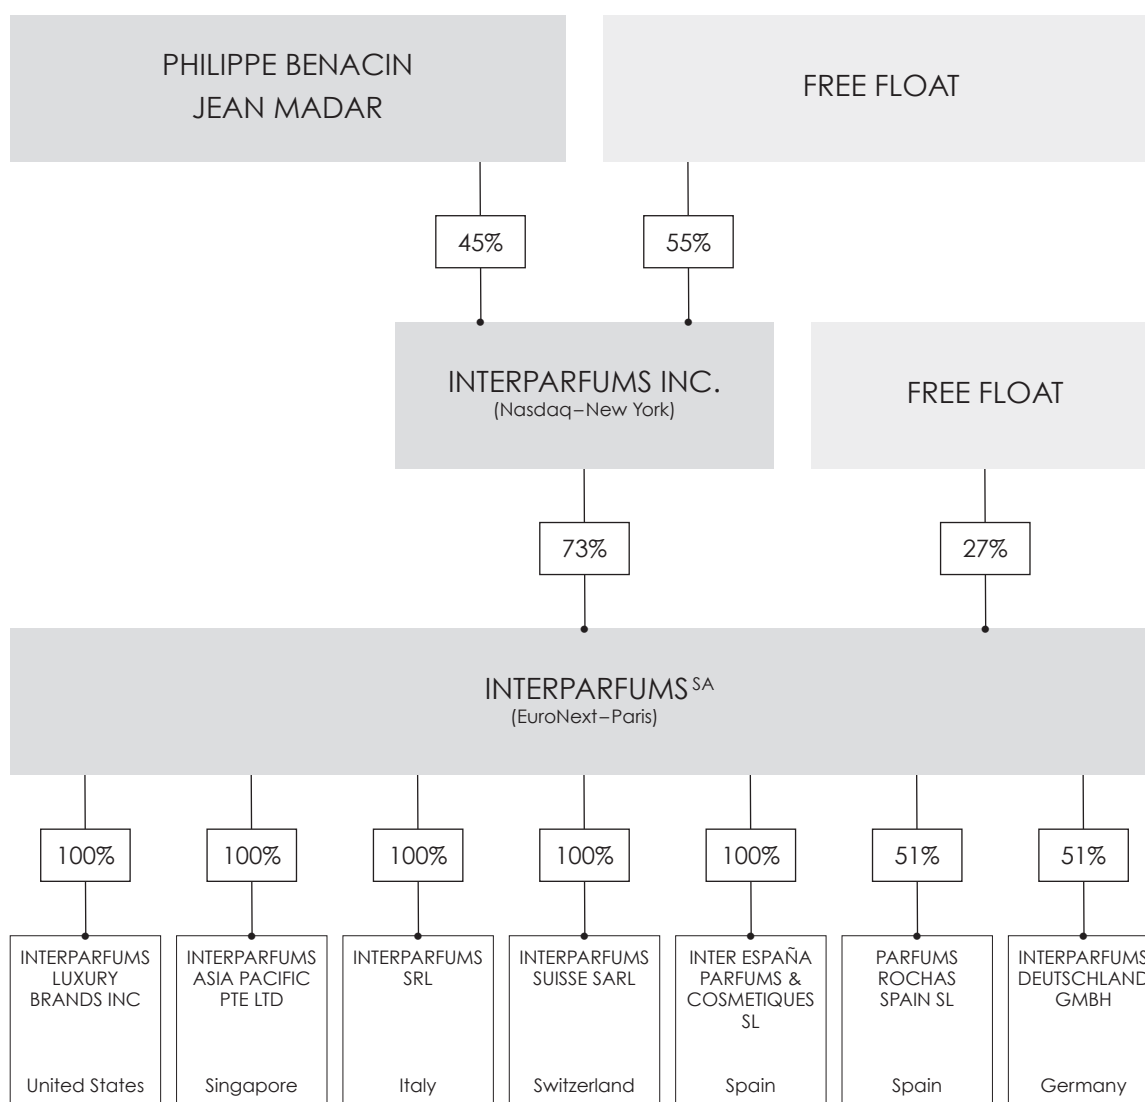 PHILIPPE BENACIN
JEAN MADAR
FREE FLOAT
45%
55%
INTERPARFUMS INC.
(Nasdaq–New York)
FREE FLOAT
73%
27%
INTERPARFUMS SA
(EuroNext–Paris)
100%
100%
100%
100%
100%
51%
51%
INTERPARFUMS
LUXURY
BRANDS INC
United States
INTERPARFUMS
ASIA PACIFIC
PTE LTD
Singapore
INTERPARFUMS
SRL
Italy
INTERPARFUMS
SUISSE SARL
Switzerland
INTER ESPAÑA
PARFUMS &
COSMETIQUES
SL
Spain
PARFUMS
ROCHAS
SPAIN SL
Spain
INTERPARFUMS
DEUTSCHLAND
GMBH
Germany